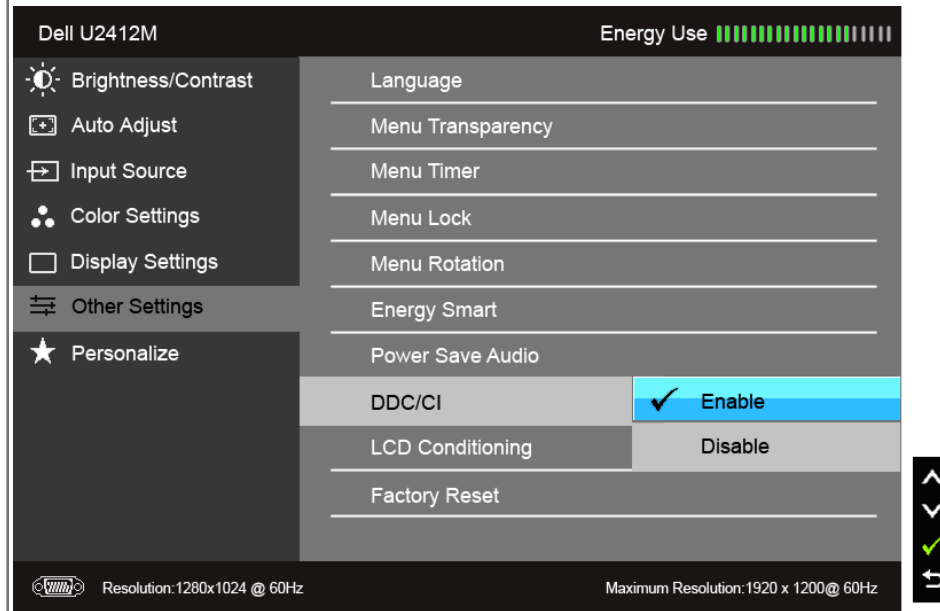 Dell U2412M Energy Use
Brightness/Contrast Language
Auto Adjust Menu Transparency
Input Source Menu Timer
Color Settings Menu Lock
Display Settings Menu Rotation
Other Settings Energy Smart
Personalize Power Save Audio
DDC/CI Enable
LCD Conditioning Disable
Factory Reset
Resolution:1280x1024 @ 60Hz Maximum Resolution:1920 x 1200@ 60Hz